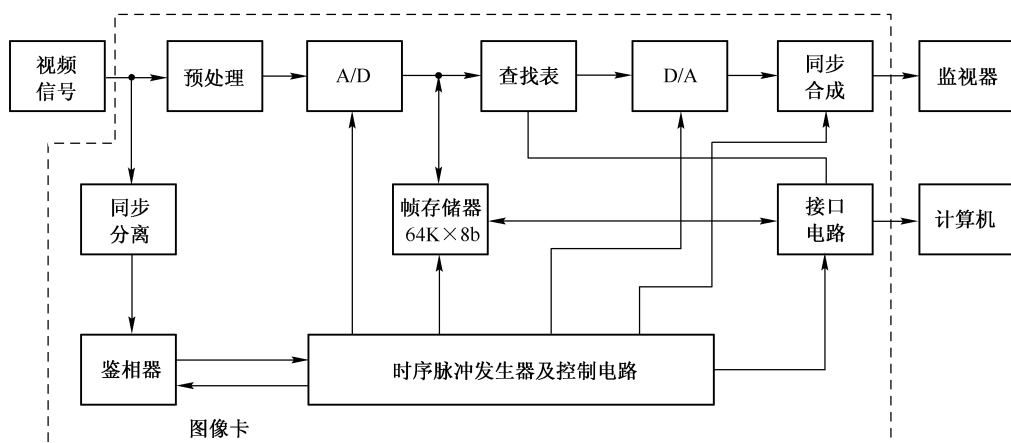 视频
信号
预处理
A/D
查找表
D/A
同步
合成
监视器
同步
分离
帧存储器
64K×8b
接口
电路
计算机
鉴相器
时序脉冲发生器及控制电路
图像卡